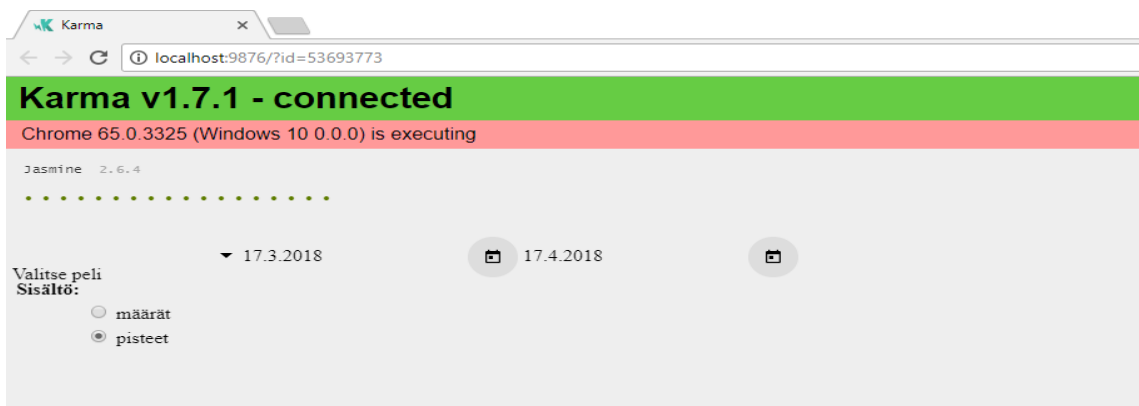 Karma
localhost:9876/?id=53693773
Karma v1.7.1 - connected
Chrome 65.0.3325 (Windows 10 0.0.0) is executing
Jasmine 2.6.4
17.3.2018 17.4.2018
Valitse peli
Sisältö:
määrät
pisteet